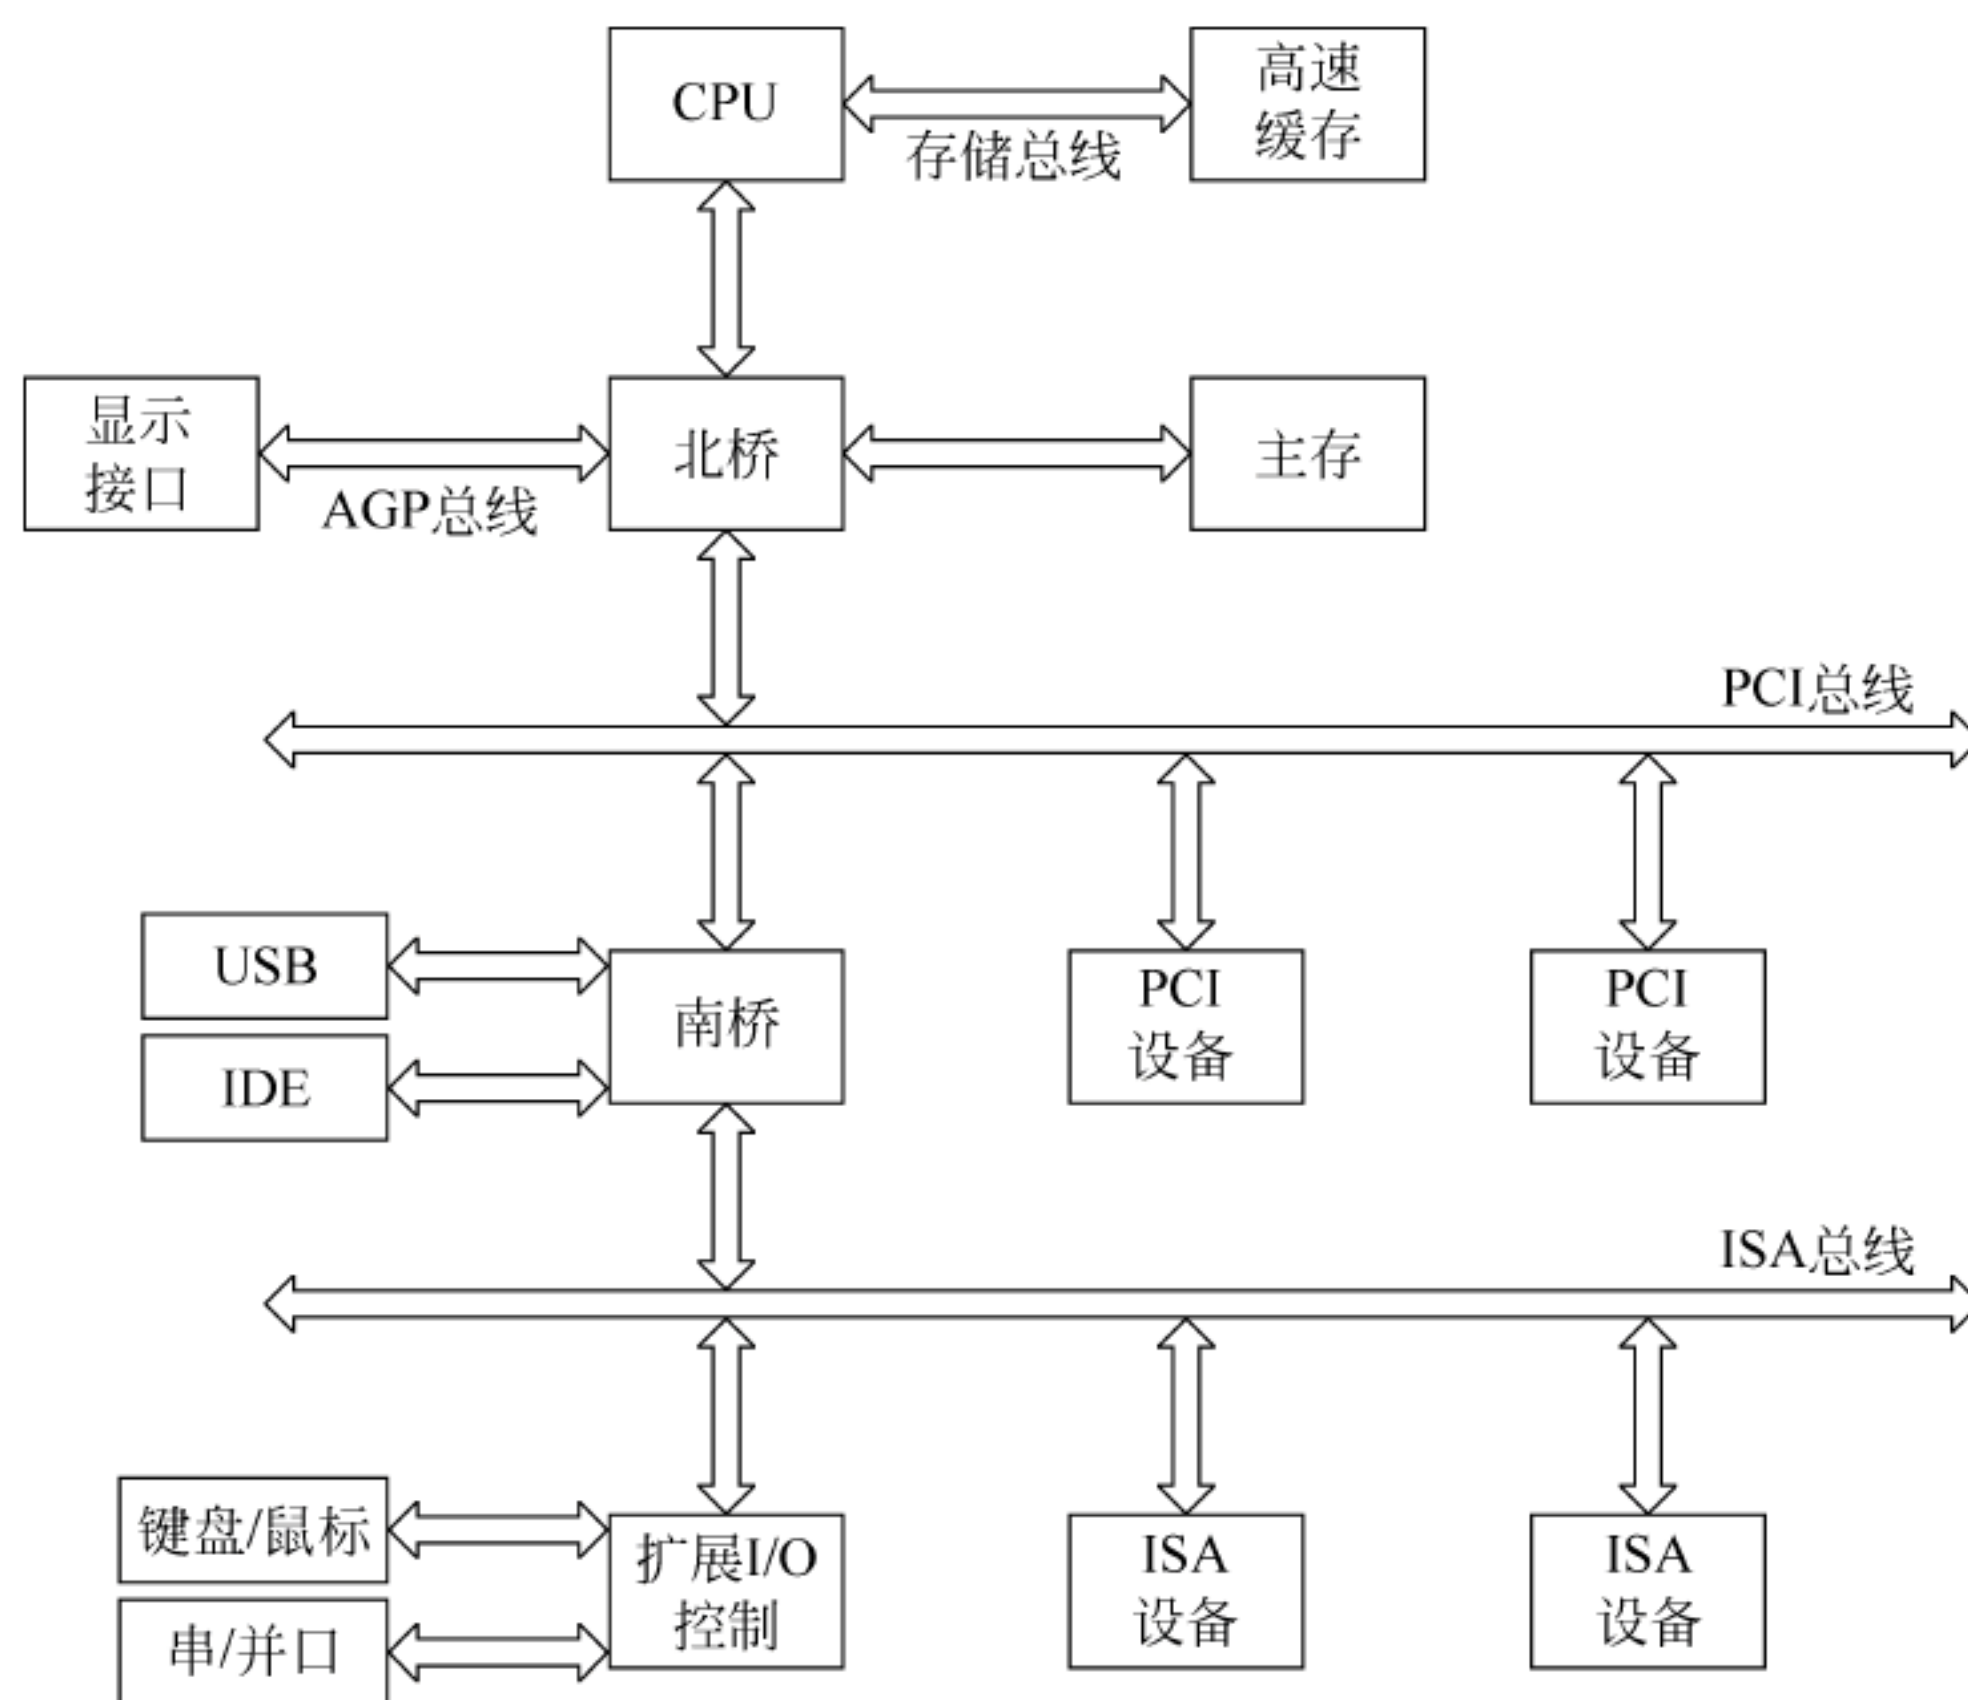 CPU
高速
缓存
存储总线
显示
接口
AGP总线
北桥
主存
PCI总线
USB
IDE
南桥
PCI
设备
PCI
设备
ISA总线
键盘/鼠标
串/并口
扩展I/O
控制
ISA
设备
ISA
设备